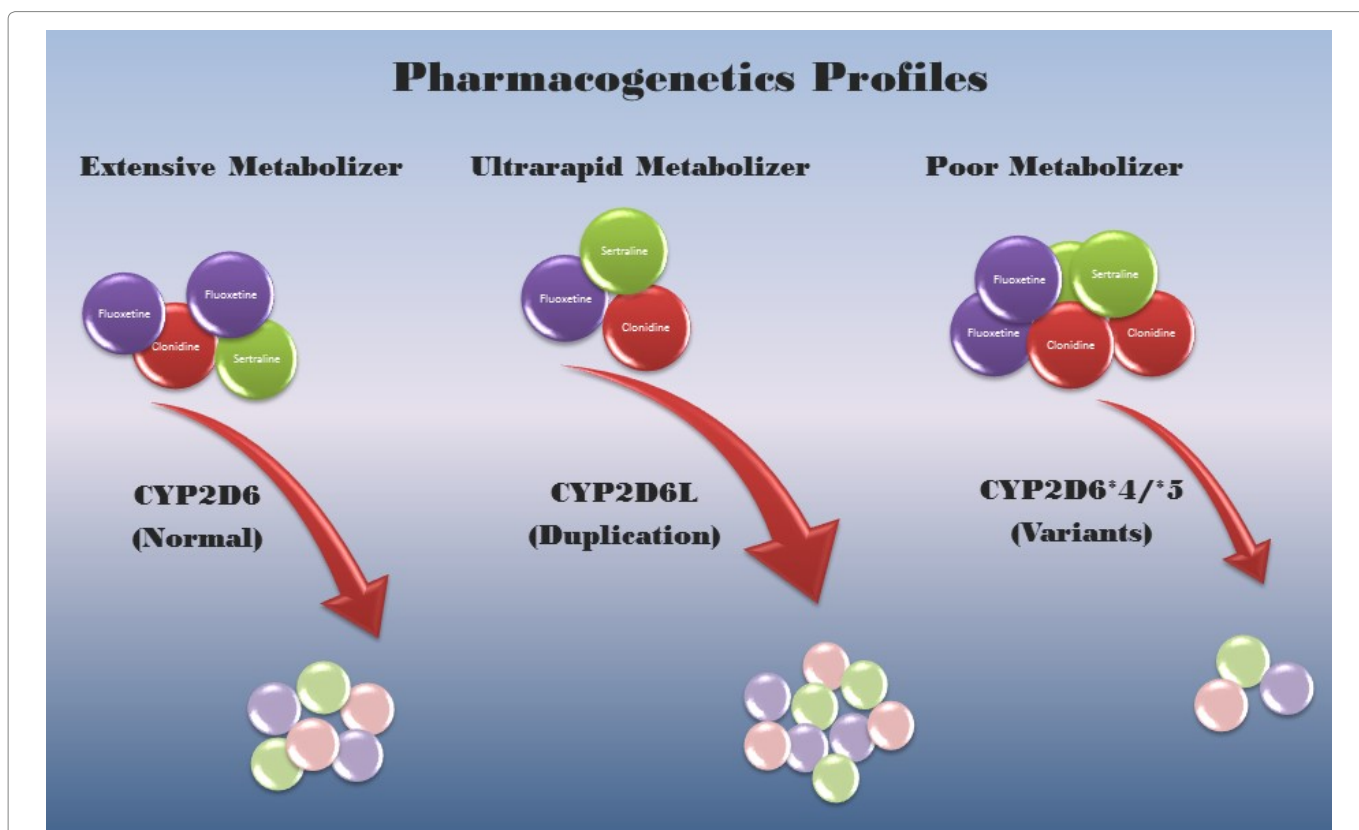 Pharmacogenetics Profiles
Extensive Metabolizer
Ultrarapid Metabolizer
Poor Metabolizer
Fluoxetine
Fluoxetine
Clonidine
Sertraline
Sertraline
Fluoxetine
Clonidine
Fluoxetine
Sertraline
Fluoxetine
Clonidine
Clonidine
CYP2D6
(Normal)
CYP2D6L
(Duplication)
CYP2D6*4/*5
(Variants)